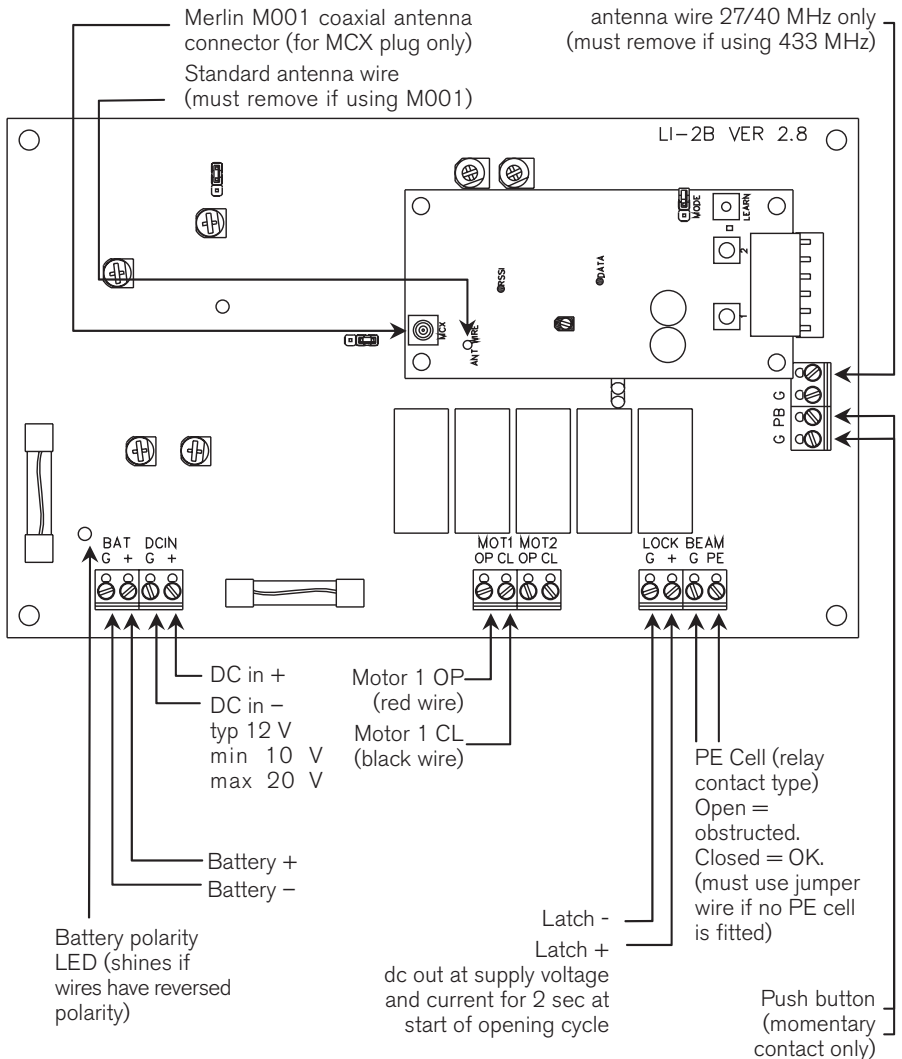 Merlin M001 coaxial antenna
connector (for MCX plug only)
Standard antenna wire
(must remove if using M001)
antenna wire 27/40 MHz only
(must remove if using 433 MHz)
LI-2B VER 2.8
MODE
LEARN
2
1
RSSI
DATA
MCX
ANT WIRE
G
G PB
BAT DCIN
G + G +
MOT1 MOT2
OP CL OP CL
LOCK BEAM
G + G PE
DC in +
DC in –
typ 12 V
min 10 V
max 20 V
Motor 1 OP
(red wire)
Motor 1 CL
(black wire)
PE Cell (relay
contact type)
Open =
obstructed.
Closed = OK.
(must use jumper
wire if no PE cell
is fitted)
Battery +
Battery –
Battery polarity
LED (shines if
wires have reversed
polarity)
Latch -
Latch +
dc out at supply voltage
and current for 2 sec at
start of opening cycle
Push button
(momentary
contact only)